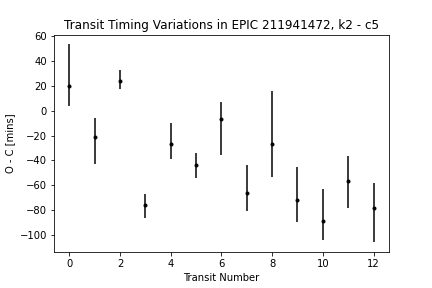 Transit Timing Variations in EPIC 211941472, k2 - c5
60
40
20
0
−20
−40
−60
−80
−100
O - C [mins]
0 2 4 6 8 10 12
Transit Number